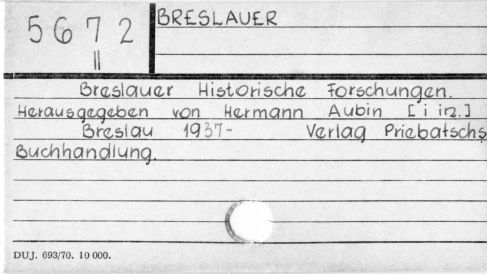 5672
II
BRESLAUER
Breslauer Historische Forschungen.
Herausgegeben von Hermann Aubin [i in.]
Breslau 1937- Verlag Priebatschs
Buchhandlung.
DUJ. 693/70. 10 000.